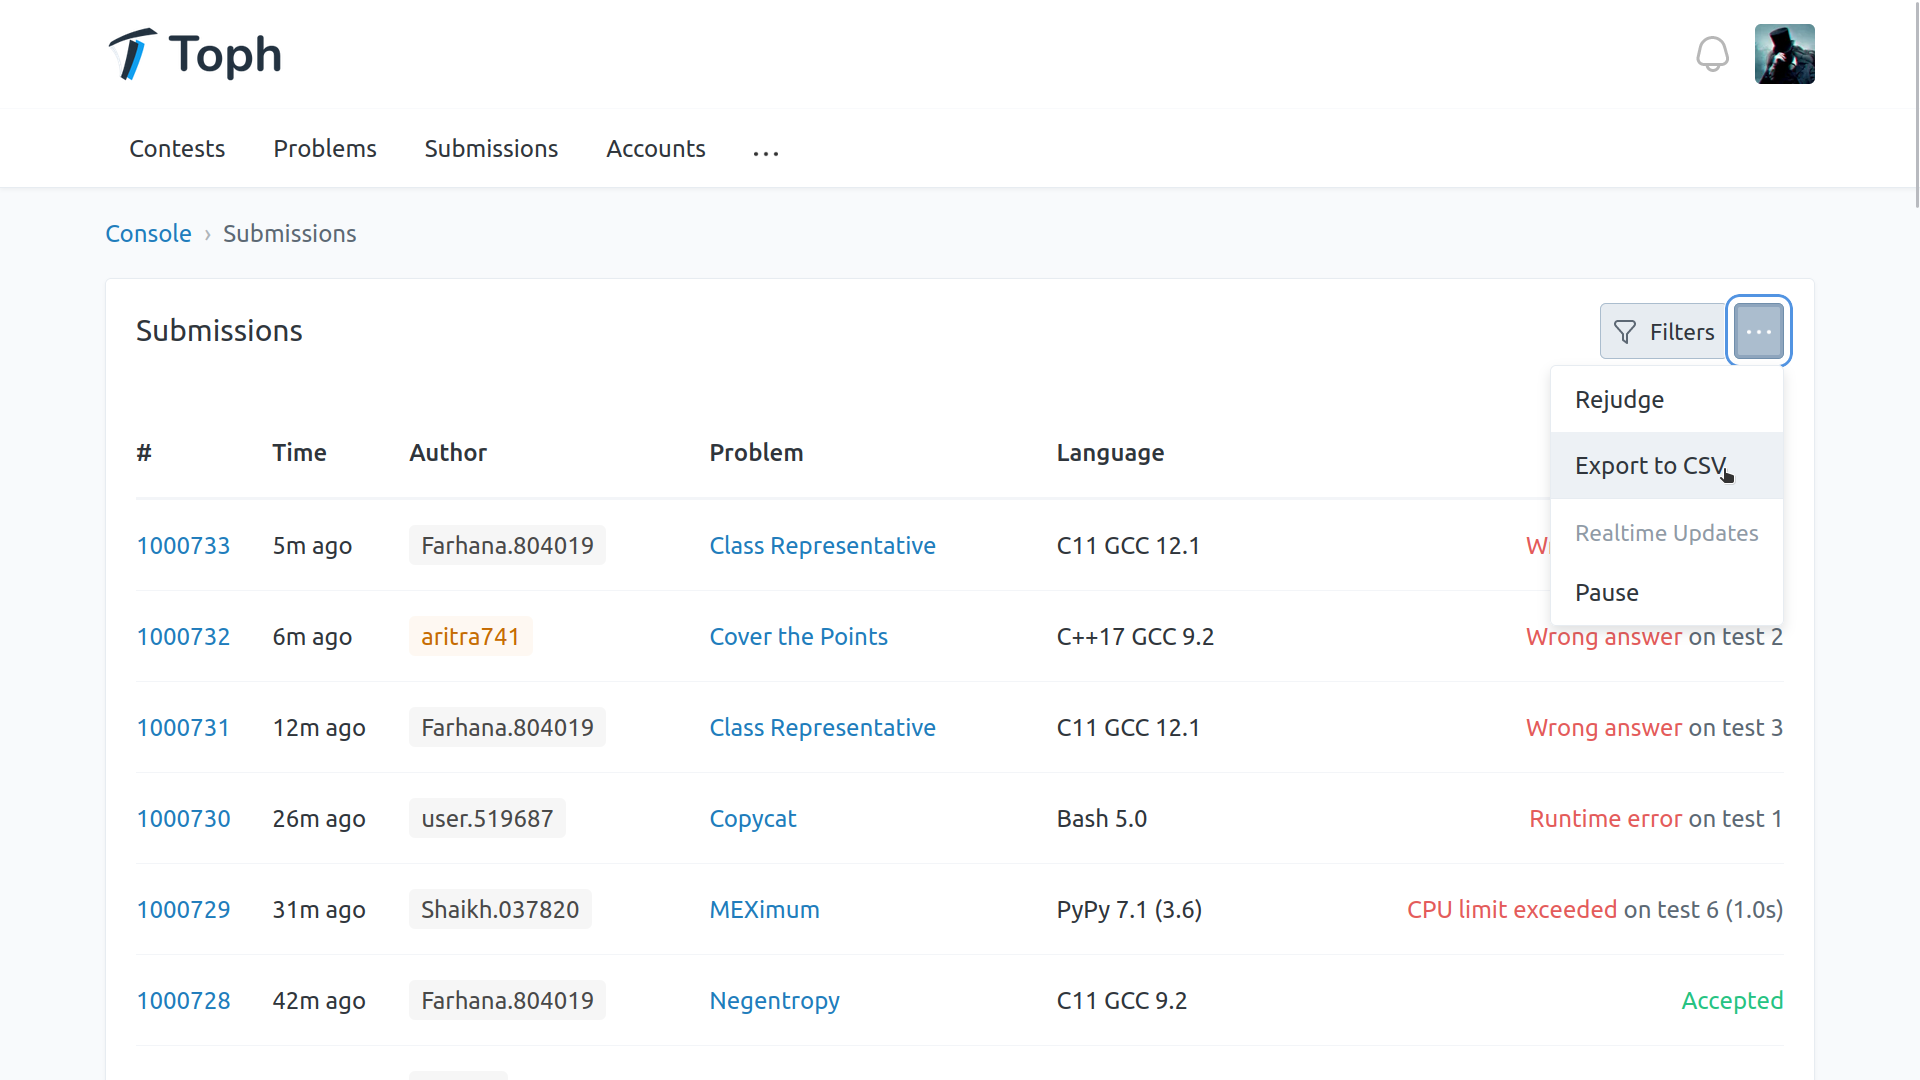 Toph
Contests Problems Submissions Accounts ...
Console › Submissions
Submissions
Filters ...
Rejudge
Export to CSV
Realtime Updates
Pause
# Time Author Problem Language
1000733 5m ago Farhana.804019 Class Representative C11 GCC 12.1
1000732 6m ago aritra741 Cover the Points C++17 GCC 9.2 Wrong answer on test 2
1000731 12m ago Farhana.804019 Class Representative C11 GCC 12.1 Wrong answer on test 3
1000730 26m ago user.519687 Copycat Bash 5.0 Runtime error on test 1
1000729 31m ago Shaikh.037820 MEXimum PyPy 7.1 (3.6) CPU limit exceeded on test 6 (1.0s)
1000728 42m ago Farhana.804019 Negentropy C11 GCC 9.2 Accepted